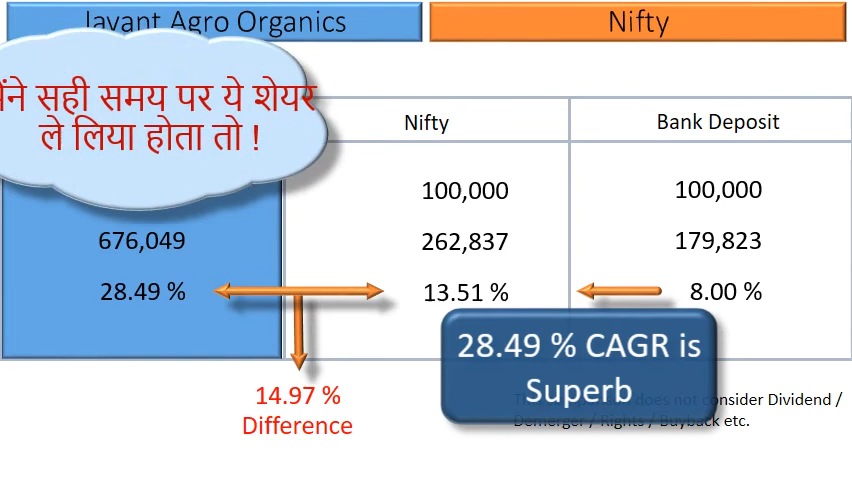 Jayant Agro Organics
Nifty
मैंने सही समय पर ये शेयर
ले लिया होता तो !
Nifty
Bank Deposit
100,000
100,000
676,049
262,837
179,823
28.49 %
13.51 %
8.00 %
28.49 % CAGR is
Superb
14.97 %
Difference
does not consider Dividend /
Demerger / Rights / Buyback etc.